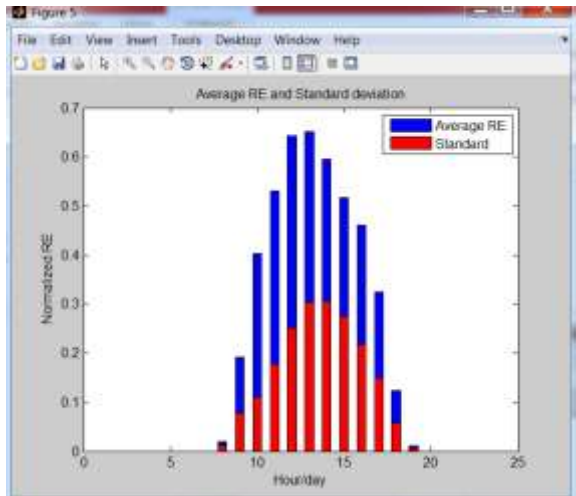 Figure 5
File Edit View Insert Tools Desktop Window Help
Average RE and Standard deviation
Average RE
Standard
Normalized RE
0.7
0.6
0.5
0.4
0.3
0.2
0.1
0
0 5 10 15 20 25
Hour/day